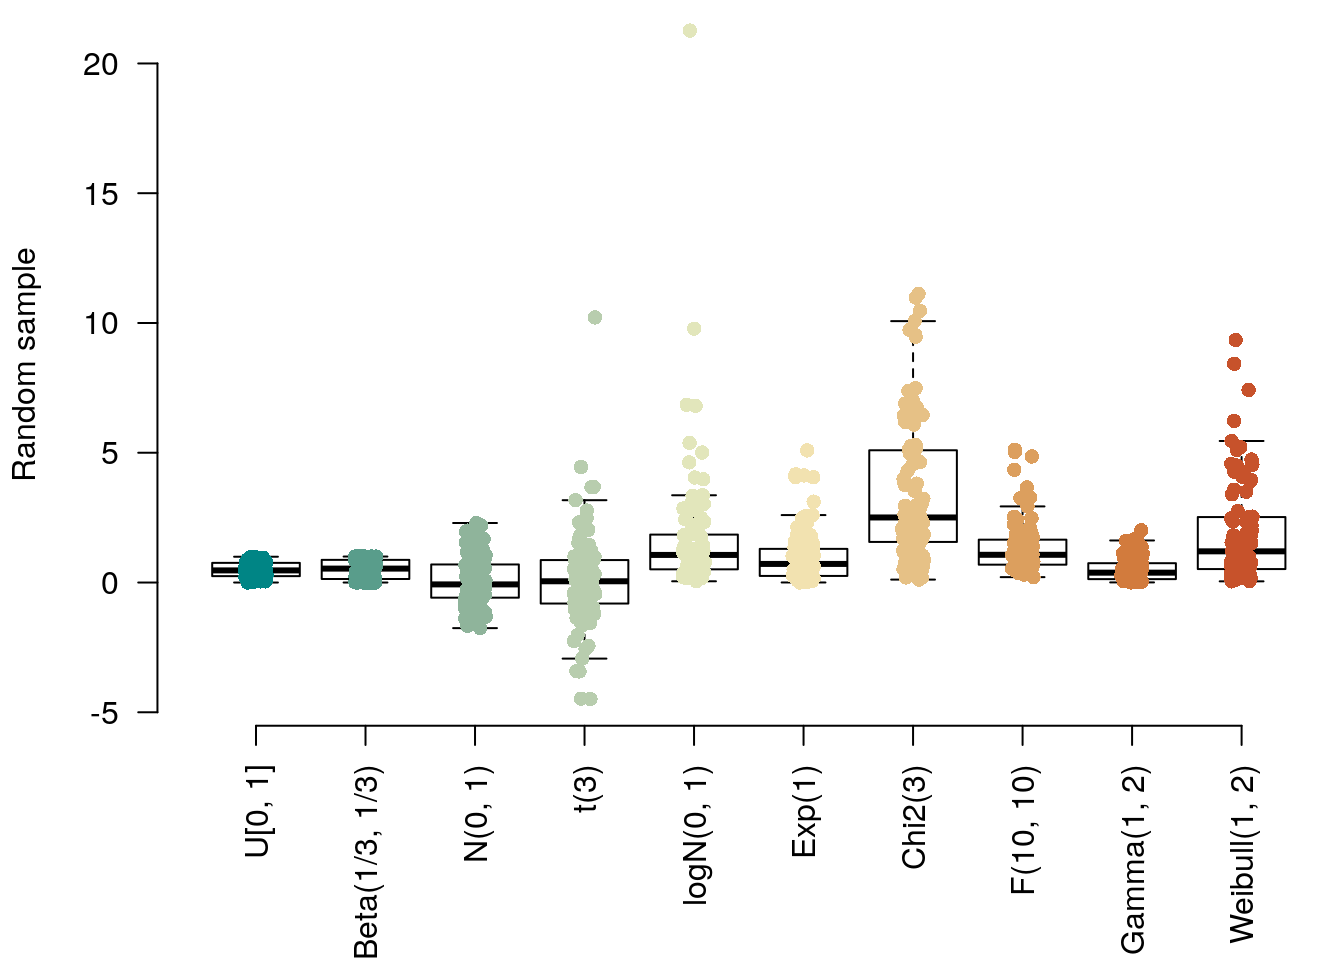 20
15
10
5
0
-5
Random sample
U[0, 1]
Beta(1/3, 1/3)
N(0, 1)
t(3)
logN(0, 1)
Exp(1)
Chi2(3)
F(10, 10)
Gamma(1, 2)
Weibull(1, 2)